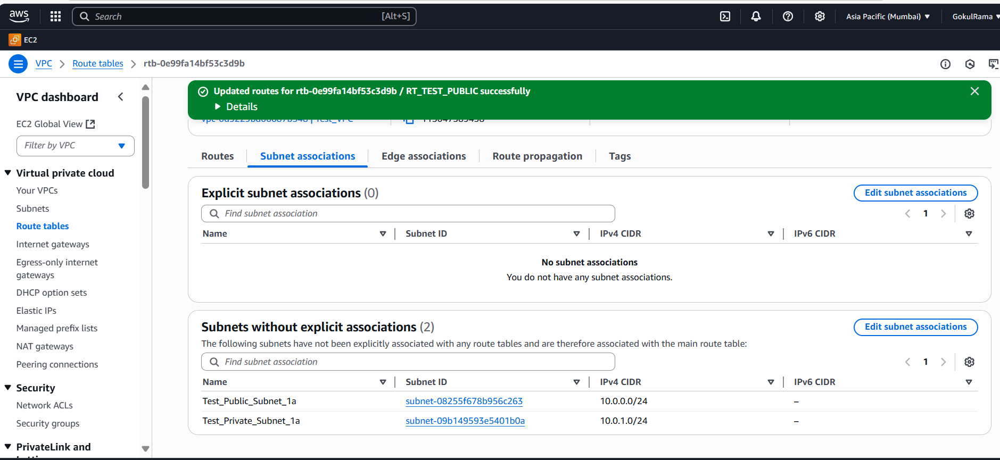 aws
Search [Alt+S]
Asia Pacific (Mumbai)
GokulRama
EC2
VPC
Route tables
rtb-0e99fa14bf53c3d9b
VPC dashboard
EC2 Global View
Filter by VPC
Virtual private cloud
Your VPCs
Subnets
Route tables
Internet gateways
Egress-only internet
gateways
DHCP option sets
Elastic IPs
Managed prefix lists
NAT gateways
Peering connections
Security
Network ACLs
Security groups
PrivateLink and
Updated routes for rtb-0e99fa14bf53c3d9b / RT_TEST_PUBLIC successfully
Details
Routes
Subnet associations
Edge associations
Route propagation
Tags
Explicit subnet associations (0)
Edit subnet associations
Find subnet association
1
Name Subnet ID IPv4 CIDR IPv6 CIDR
No subnet associations
You do not have any subnet associations.
Subnets without explicit associations (2)
Edit subnet associations
The following subnets have not been explicitly associated with any route tables and are therefore associated with the main route table:
Find subnet association
1
Name Subnet ID IPv4 CIDR IPv6 CIDR
Test_Public_Subnet_1a subnet-08255f678b956c263 10.0.0.0/24 –
Test_Private_Subnet_1a subnet-09b149593e5401b0a 10.0.1.0/24 –